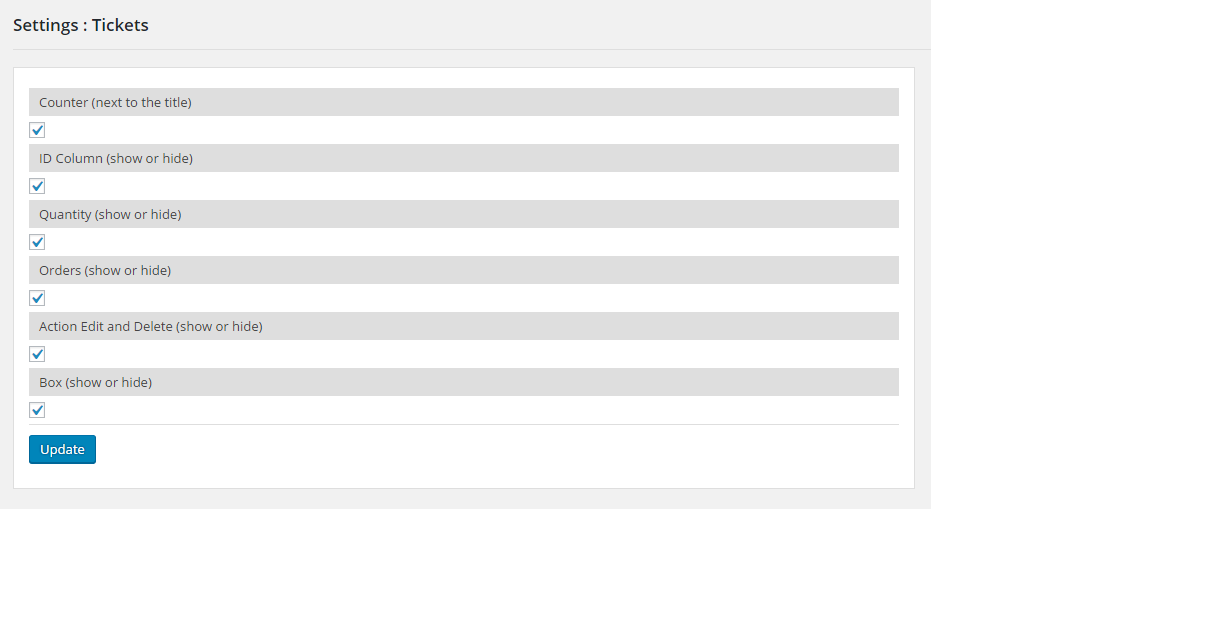 Settings : Tickets
Counter (next to the title)
ID Column (show or hide)
Quantity (show or hide)
Orders (show or hide)
Action Edit and Delete (show or hide)
Box (show or hide)
Update